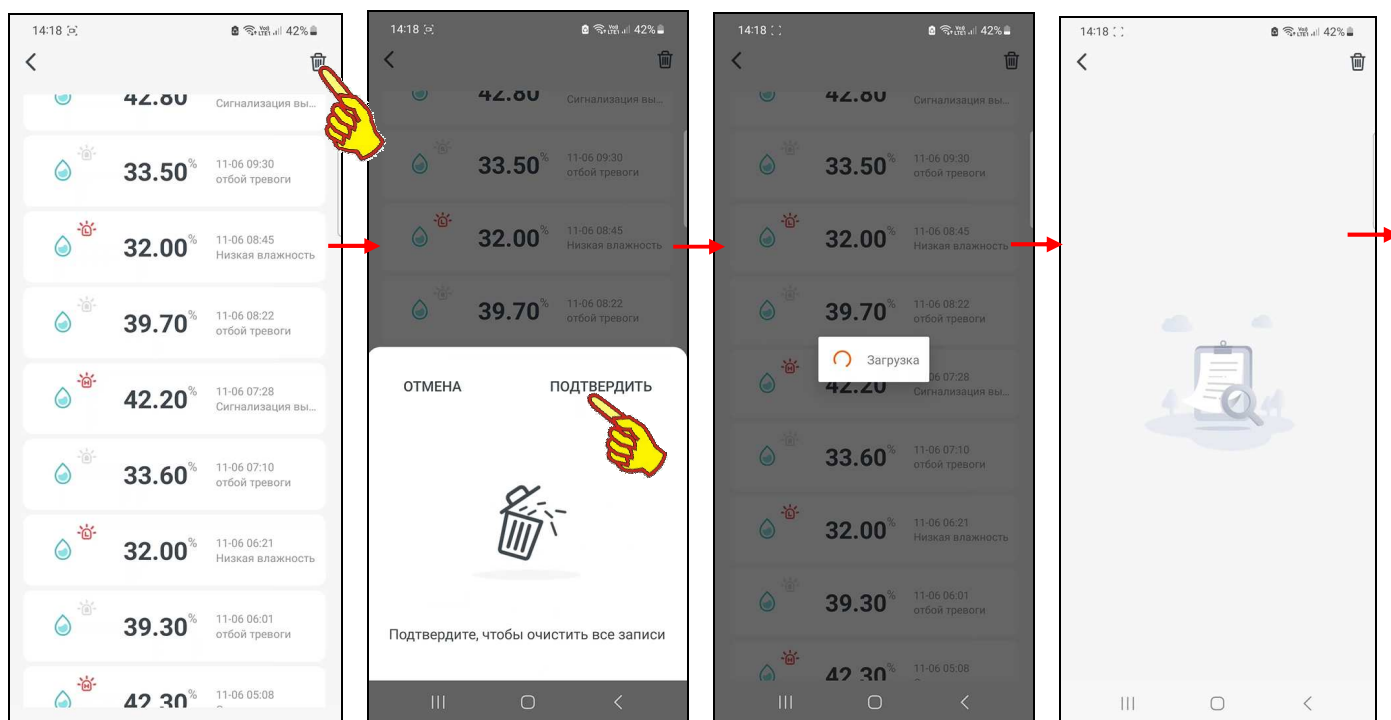 14:18 42%
42.80 Сигнализация вы...
33.50% 11-06 09:30
отбой тревоги
32.00% 11-06 08:45
Низкая влажность
39.70% 11-06 08:22
отбой тревоги
42.20% 11-06 07:28
Сигнализация вы...
33.60% 11-06 07:10
отбой тревоги
32.00% 11-06 06:21
Низкая влажность
39.30% 11-06 06:01
отбой тревоги
42.30% 11-06 05:08
14:18 42%
42.80 Сигнализация вы...
33.50% 11-06 09:30
отбой тревоги
32.00% 11-06 08:45
Низкая влажность
39.70% 11-06 08:22
отбой тревоги
ОТМЕНА ПОДТВЕРДИТЬ
Подтвердите, чтобы очистить все записи
14:18 42%
42.80 Сигнализация вы...
33.50% 11-06 09:30
отбой тревоги
32.00% 11-06 08:45
Низкая влажность
39.70% 11-06 08:22
отбой тревоги
Загрузка
42.20 06 07:28
Сигнализация вы...
33.60% 11-06 07:10
отбой тревоги
32.00% 11-06 06:21
Низкая влажность
39.30% 11-06 06:01
отбой тревоги
42.30% 11-06 05:08
14:18 42%